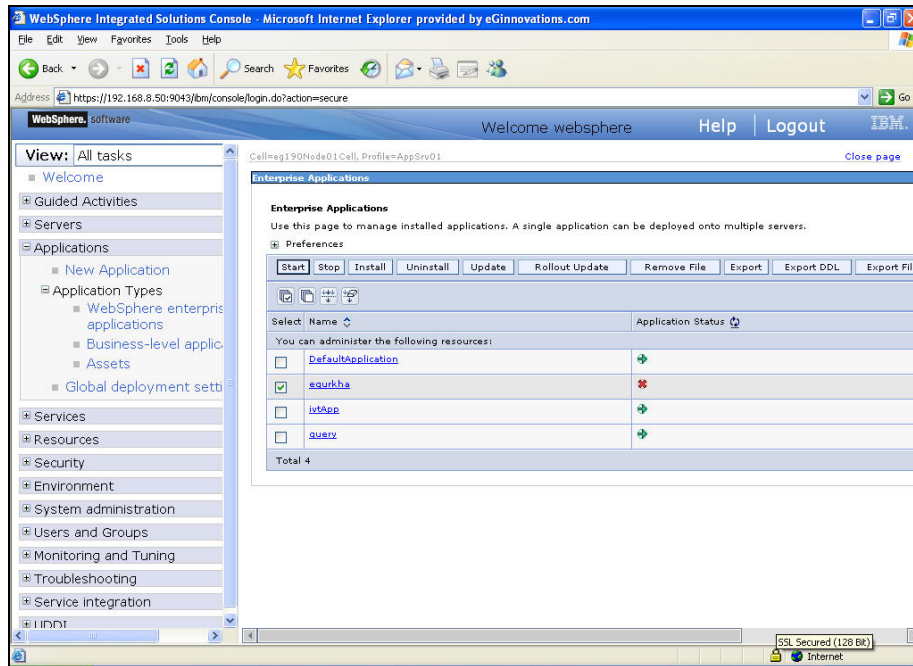 WebSphere Integrated Solutions Console - Microsoft Internet Explorer provided by eGinnovations.com
File Edit View Favorites Tools Help
Back Search Favorites
Address https://192.168.8.50:9043/ibm/console/login.do?action=secure Go
WebSphere. software Welcome websphere Help Logout IBM.
View: All tasks
Welcome
Guided Activities
Servers
Applications
New Application
Application Types
WebSphere enterpris
applications
Business-level applic
Assets
Global deployment setti
Services
Resources
Security
Environment
System administration
Users and Groups
Monitoring and Tuning
Troubleshooting
Service integration
UDDI
Cell=eg190Node01Cell, Profile=AppSrv01 Close page
Enterprise Applications
Enterprise Applications
Use this page to manage installed applications. A single application can be deployed onto multiple servers.
Preferences
Start Stop Install Uninstall Update Rollout Update Remove File Export Export DDL Export Fil
Select Name Application Status
You can administer the following resources:
DefaultApplication
egurkha
ivtApp
query
Total 4
SSL Secured (128 Bit)
Internet